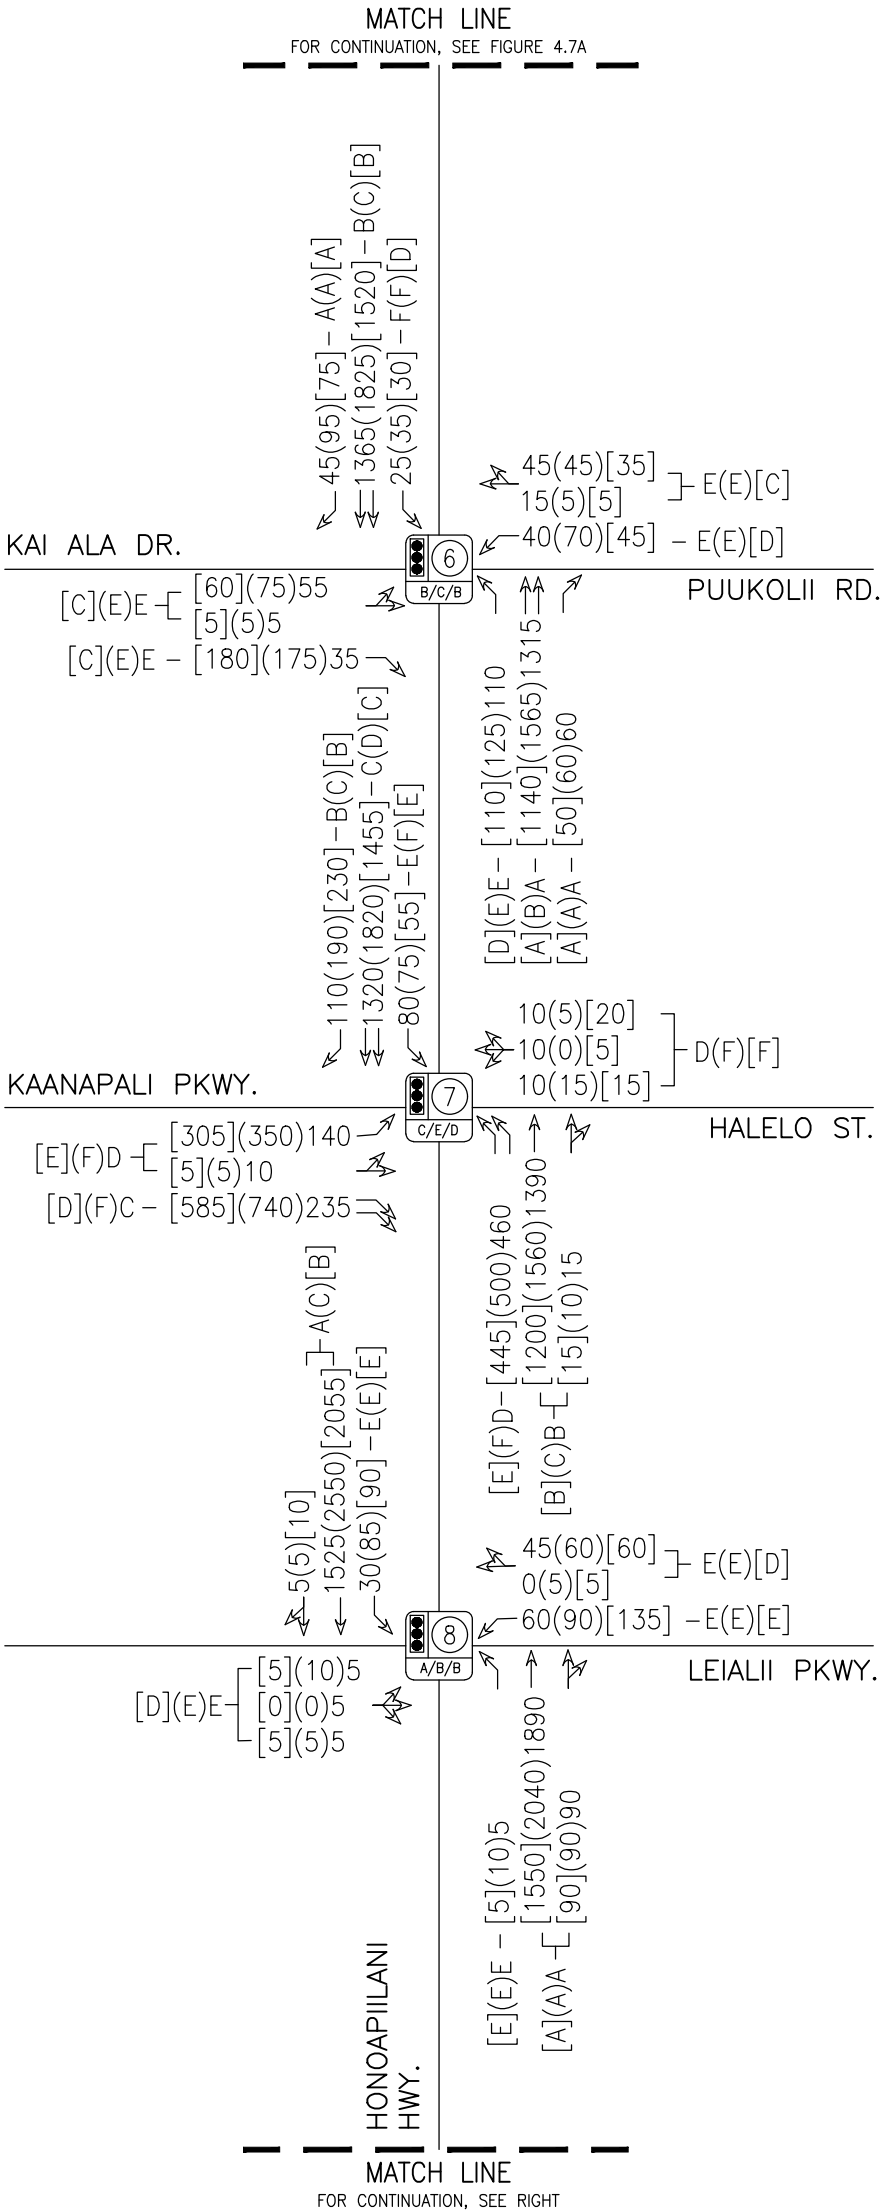 MATCH LINE
FOR CONTINUATION, SEE FIGURE 4.7A
45(95)[75] – A(A)[A]
1365(1825)[1520] – B(C)[B]
25(35)[30] – F(F)[D]
45(45)[35]
15(5)[5]
E(E)[C]
40(70)[45] – E(E)[D]
KAI ALA DR.
6
B/C/B
PUUKOLII RD.
[C](E)E
[60](75)55
[5](5)5
[C](E)E – [180](175)35
[D](E)E – [110](125)110
[A](B)A – [1140](1565)1315
[A](A)A – [50](60)60
110(190)[230] – B(C)[B]
1320(1820)[1455] – C(D)[C]
80(75)[55] – E(F)[E]
10(5)[20]
10(0)[5]
10(15)[15]
D(F)[F]
KAANAPALI PKWY.
7
C/E/D
HALELO ST.
[E](F)D
[305](350)140
[5](5)10
[D](F)C – [585](740)235
[E](F)D – [445](500)460
[1200](1560)1390
[15](10)15
[B](C)B
5(5)[10]
1525(2550)[2055]
A(C)[B]
30(85)[90] – E(E)[E]
45(60)[60]
0(5)[5]
E(E)[D]
60(90)[135] – E(E)[E]
8
A/B/B
LEIALII PKWY.
[D](E)E
[5](10)5
[0](0)5
[5](5)5
[E](E)E – [5](10)5
[1550](2040)1890
[90](90)90
[A](A)A
HONOAPIILANI
HWY.
MATCH LINE
FOR CONTINUATION, SEE RIGHT